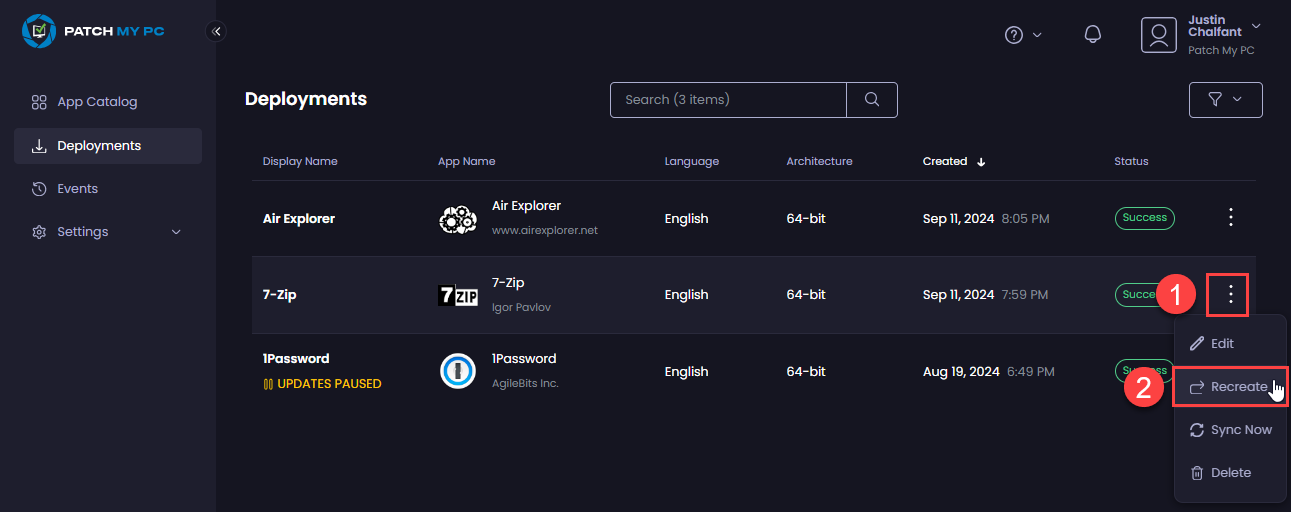 PATCH MY PC
Justin
Chalfant
Patch My PC
App Catalog
Deployments
Events
Settings
Deployments
Search (3 items)
Display Name App Name Language Architecture Created Status
Air Explorer Air Explorer www.airexplorer.net English 64-bit Sep 11, 2024 8:05 PM Success
7-Zip 7 ZIP 7-Zip Igor Pavlov English 64-bit Sep 11, 2024 7:59 PM 1
1Password UPDATES PAUSED 1Password AgileBits Inc. English 64-bit Aug 19, 2024 6:49 PM
Edit
2 Recreate
Sync Now
Delete